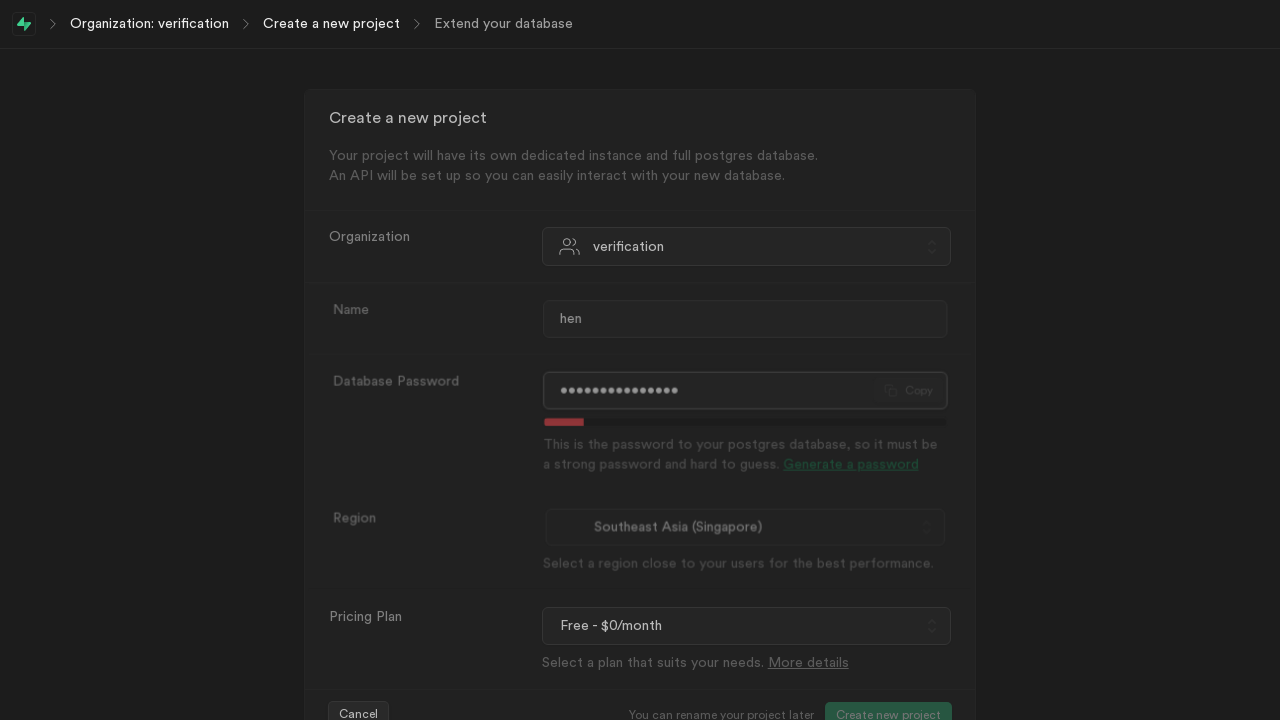 Organization: verification
Create a new project
Extend your database
Create a new project
Your project will have its own dedicated instance and full postgres database.
An API will be set up so you can easily interact with your new database.
Organization
verification
Name
hen
Database Password
•••••••••••••••
Copy
This is the password to your postgres database, so it must be
a strong password and hard to guess. Generate a password
Region
Southeast Asia (Singapore)
Select a region close to your users for the best performance.
Pricing Plan
Free - $0/month
Select a plan that suits your needs. More details
Cancel
You can rename your project later
Create new project